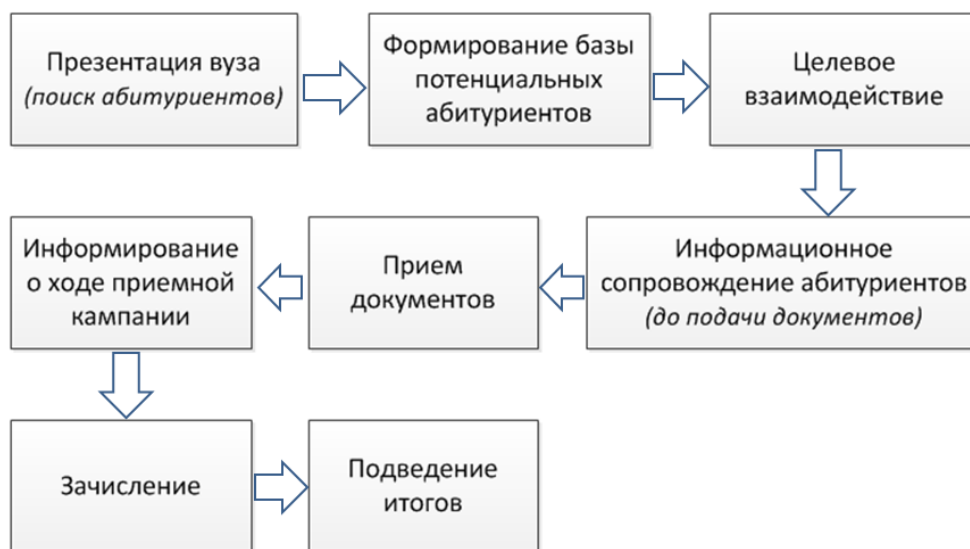 Презентация вуза
(поиск абитуриентов)
Формирование базы
потенциальных
абитуриентов
Целевое
взаимодействие
Информационное
сопровождение абитуриентов
(до подачи документов)
Прием
документов
Информирование
о ходе приемной
кампании
Зачисление
Подведение
итогов